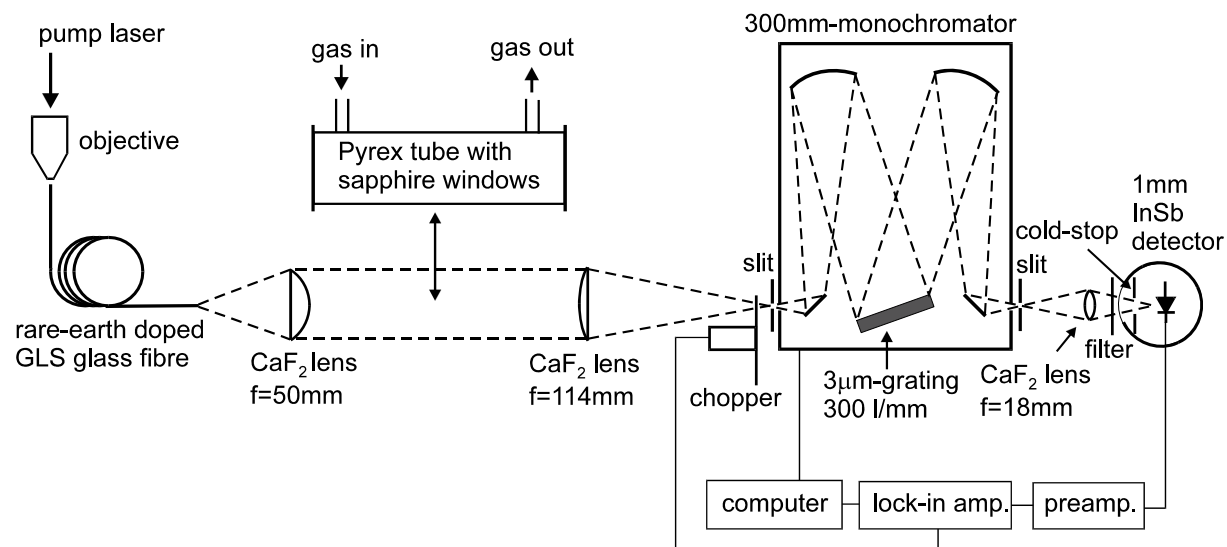 300mm-monochromator
pump laser
gas in
gas out
objective
Pyrex tube with
sapphire windows
1mm
InSb
detector
cold-stop
slit
slit
rare-earth doped
GLS glass fibre
CaF₂ lens
f=50mm
CaF₂ lens
f=114mm
chopper
3μm-grating
300 l/mm
CaF₂ lens
f=18mm
filter
computer
lock-in amp.
preamp.